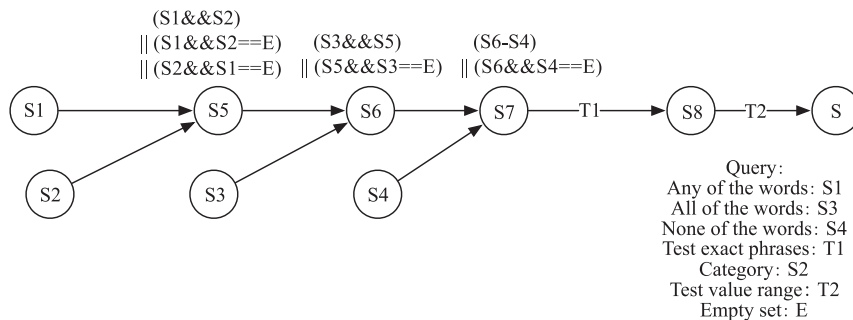 (S1&&S2)
|| (S1&&S2==E)
|| (S2&&S1==E)
(S3&&S5)
|| (S5&&S3==E)
(S6-S4)
|| (S6&&S4==E)
S1
S5
S6
S7
T1
S8
T2
S
S2
S3
S4
Query:
Any of the words: S1
All of the words: S3
None of the words: S4
Test exact phrases: T1
Category: S2
Test value range: T2
Empty set: E